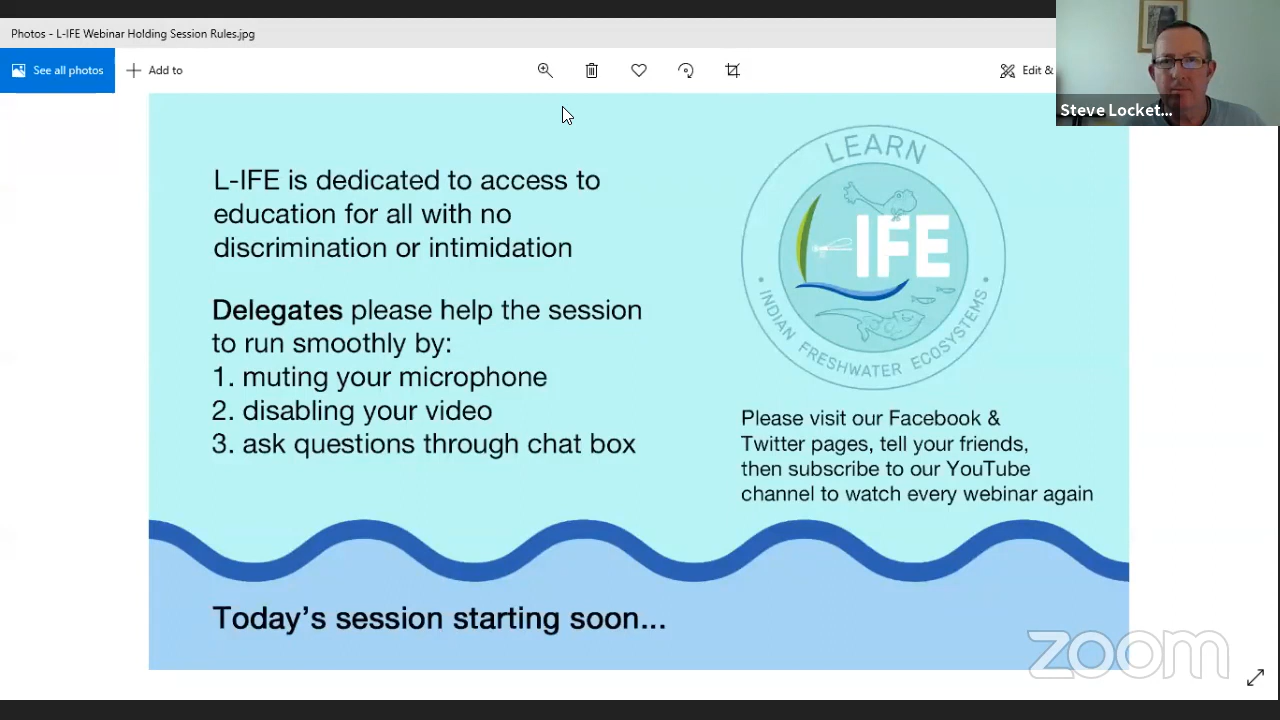 Photos - L-IFE Webinar Holding Session Rules.jpg
See all photos
Add to
Edit &
Steve Locket...
L-IFE is dedicated to access to
education for all with no
discrimination or intimidation
Delegates please help the session
to run smoothly by:
1. muting your microphone
2. disabling your video
3. ask questions through chat box
LEARN
L-IFE
• INDIAN FRESHWATER ECOSYSTEMS •
Please visit our Facebook &
Twitter pages, tell your friends,
then subscribe to our YouTube
channel to watch every webinar again
Today's session starting soon...
zoom